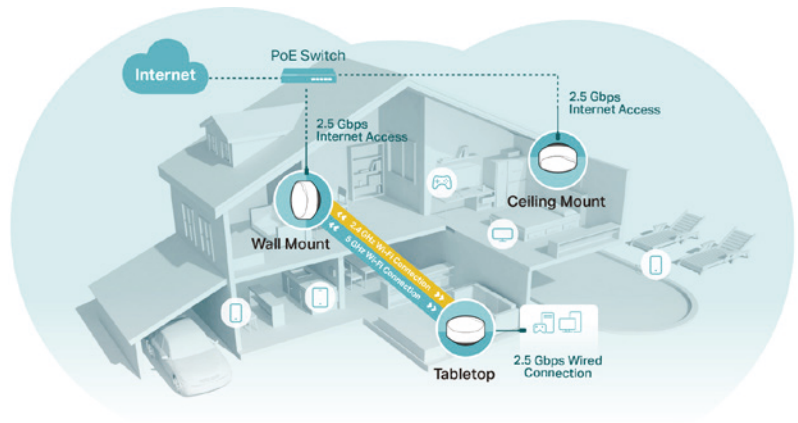 PoE Switch
Internet
2.5 Gbps
Internet Access
2.5 Gbps
Internet Access
Ceiling Mount
Wall Mount
2.4 GHz Wi-Fi Connection
5 GHz Wi-Fi Connection
Tabletop
2.5 Gbps Wired
Connection